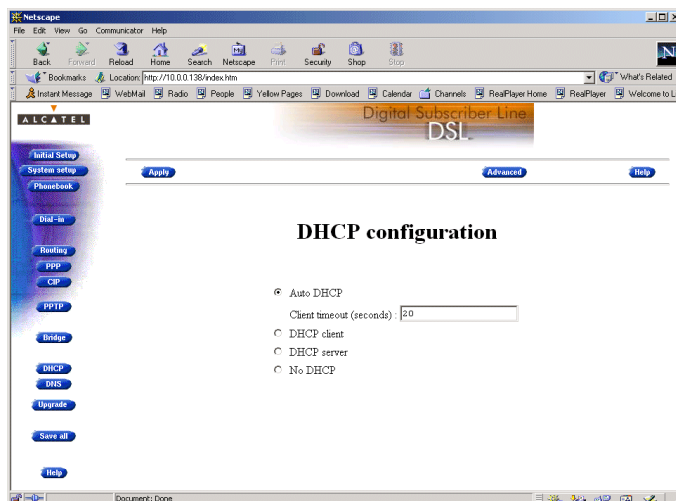 Netscape
File Edit View Go Communicator Help
Back Forward Reload Home Search Netscape Print Security Shop Stop
N
Bookmarks Location: http://10.0.0.138/index.htm What's Related
Instant Message WebMail Radio People Yellow Pages Download Calendar Channels RealPlayer Home RealPlayer Welcome to L
ALCATEL
Digital Subscriber Line
DSL
Initial Setup
System setup
Phonebook
Apply Advanced Help
Dial-in
DHCP configuration
Routing
PPP
CIP
PPTP
Auto DHCP
Client timeout (seconds) : 20
DHCP client
DHCP server
No DHCP
Bridge
DHCP
DNS
Upgrade
Save all
Help
Document: Done